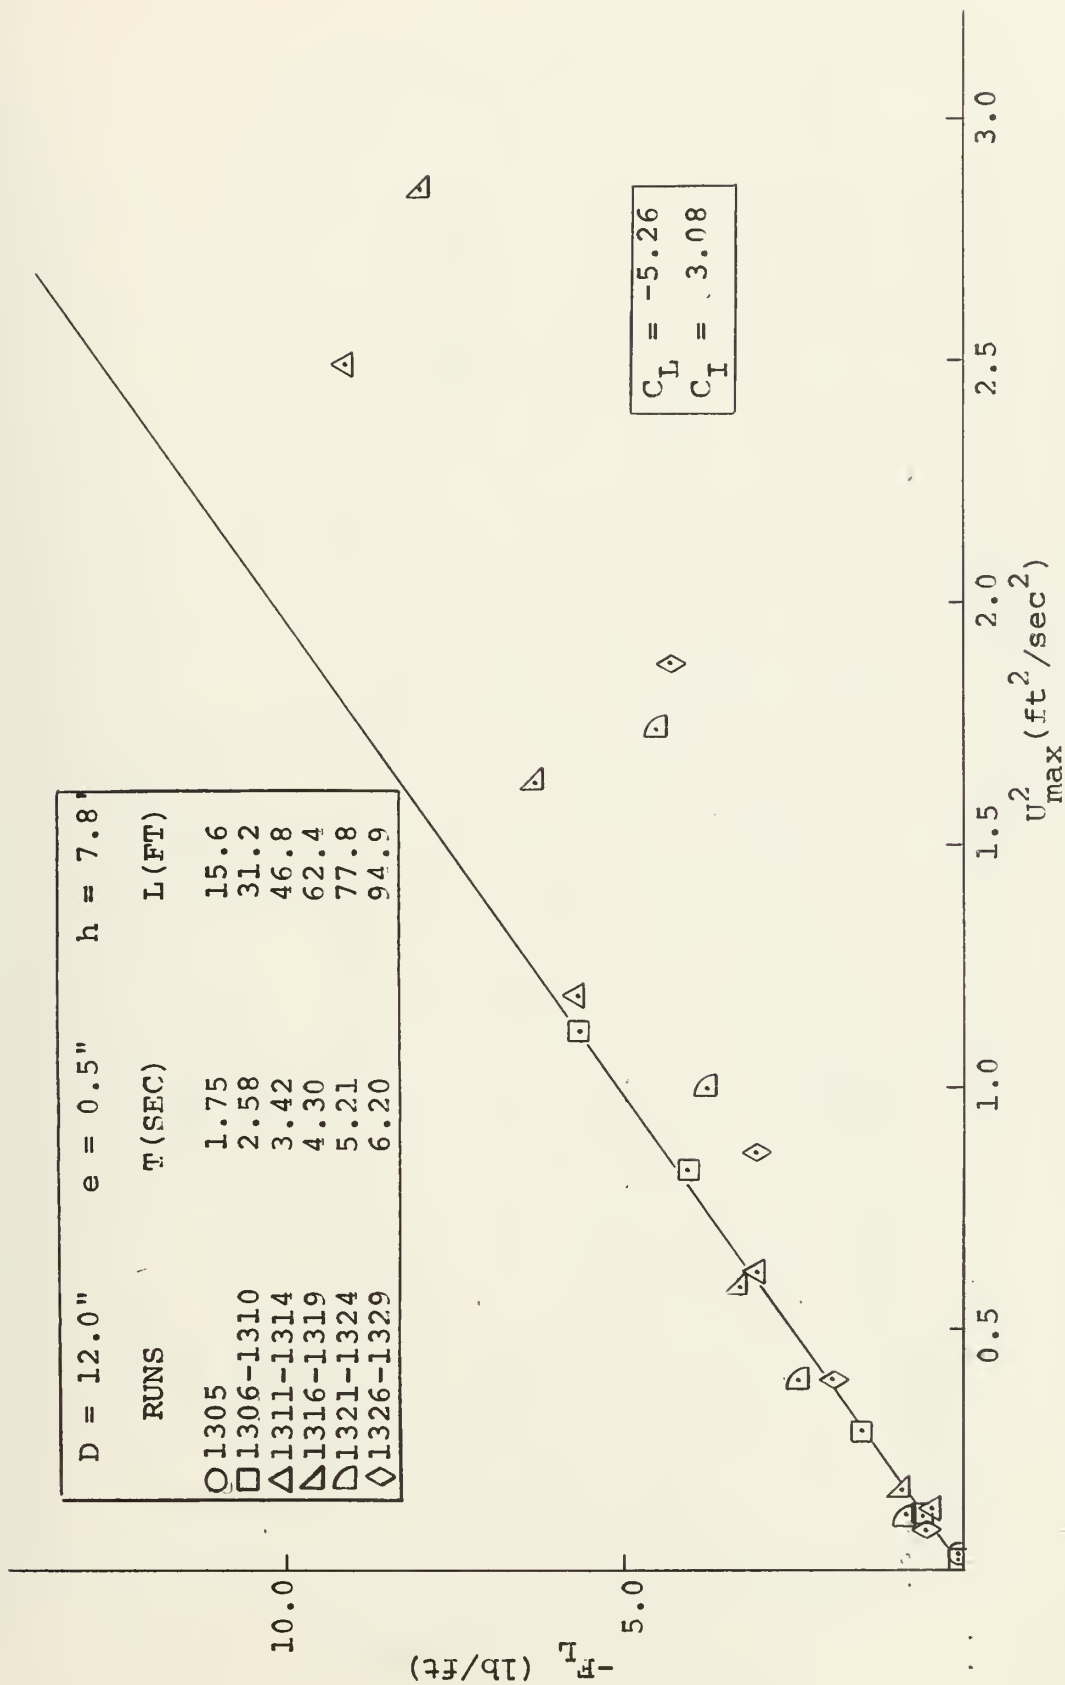 D = 12.0" e = 0.5" h = 7.8'
RUNS T(SEC) L(FT)
1305 1.75 15.6
1306-1310 2.58 31.2
1311-1314 3.42 46.8
1316-1319 4.30 62.4
1321-1324 5.21 77.8
1326-1329 6.20 94.9
C_L = -5.26
C_I = 3.08
10.0
5.0
-F_L (lb/ft)
0.5 1.0 1.5 2.0 2.5 3.0
U²max (ft²/sec²)